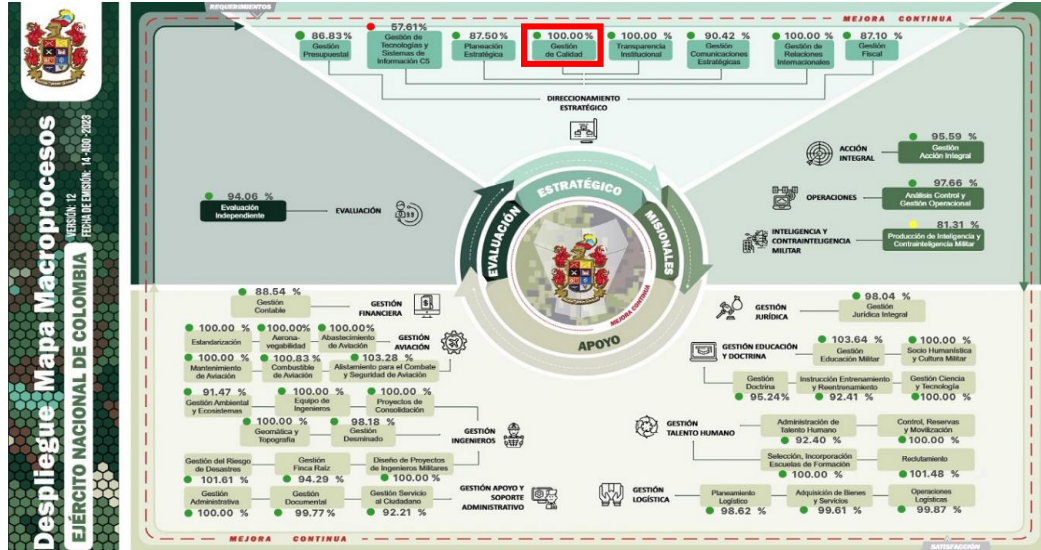 Despliegue Mapa Macroprocesos
EJÉRCITO NACIONAL DE COLOMBIA
VERSIÓN: 12
FECHA DE EMISIÓN: 14-AGO-2023
REQUERIMIENTOS
MEJORA CONTINUA
86.83%
Gestión
Presupuestal
57.61%
Gestión de
Tecnologías y
Sistemas de
Información C5
87.50%
Planeación
Estratégica
100.00%
Gestión
de Calidad
100.00 %
Transparencia
Institucional
90.42 %
Gestión
Comunicaciones
Estratégicas
100.00 %
Gestión de
Relaciones
Internacionales
87.10 %
Gestión
Fiscal
DIRECCIONAMIENTO
ESTRATÉGICO
94.06 %
Evaluación
Independiente
EVALUACIÓN
EVALUACIÓN
ESTRATÉGICO
MISIONALES
APOYO
MEJORA CONTINUA
ACCIÓN
INTEGRAL
95.59 %
Gestión
Acción Integral
OPERACIONES
97.66 %
Análisis Control y
Gestión Operacional
INTELIGENCIA Y
CONTRAINTELIGENCIA
MILITAR
81.31 %
Producción de Inteligencia y
Contrainteligencia Militar
88.54 %
Gestión
Contable
GESTIÓN
FINANCIERA
100.00 %
Estandarización
100.00%
Aerona-
vegabilidad
100.00%
Abastecimiento
de Aviación
GESTIÓN
AVIACIÓN
100.00 %
Mantenimiento
de Aviación
100.83 %
Combustible
de Aviación
103.28 %
Alistamiento para el Combate
y Seguridad de Aviación
91.47 %
Gestión Ambiental
y Ecosistemas
100.00 %
Equipo de
Ingenieros
100.00 %
Proyectos de
Consolidación
100.00 %
Geomática y
Topografía
98.18 %
Gestión
Desminado
GESTIÓN
INGENIEROS
Gestión del Riesgo
de Desastres
101.61 %
Gestión
Finca Raíz
94.29 %
Diseño de Proyectos
de Ingenieros Militares
100.00 %
Gestión
Administrativa
100.00 %
Gestión
Documental
99.77%
Gestión Servicio
al Ciudadano
92.21 %
GESTIÓN APOYO Y
SOPORTE
ADMINISTRATIVO
GESTIÓN
JURÍDICA
98.04 %
Gestión
Jurídica Integral
GESTIÓN EDUCACIÓN
Y DOCTRINA
103.64 %
Gestión
Educación Militar
100.00 %
Socio Humanística
y Cultura Militar
Gestión
Doctrina
95.24%
Instrucción Entrenamiento
y Reentrenamiento
92.41 %
Gestión Ciencia
y Tecnología
100.00 %
GESTIÓN
TALENTO HUMANO
Administración de
Talento Humano
92.40 %
Control, Reservas
y Movilización
100.00 %
Selección, Incorporación
Escuelas de Formación
100.00 %
Reclutamiento
101.48 %
GESTIÓN
LOGÍSTICA
Planeamiento
Logístico
98.62 %
Adquisición de Bienes
y Servicios
99.61 %
Operaciones
Logísticas
99.87 %
MEJORA CONTINUA
SATISFACCIÓN